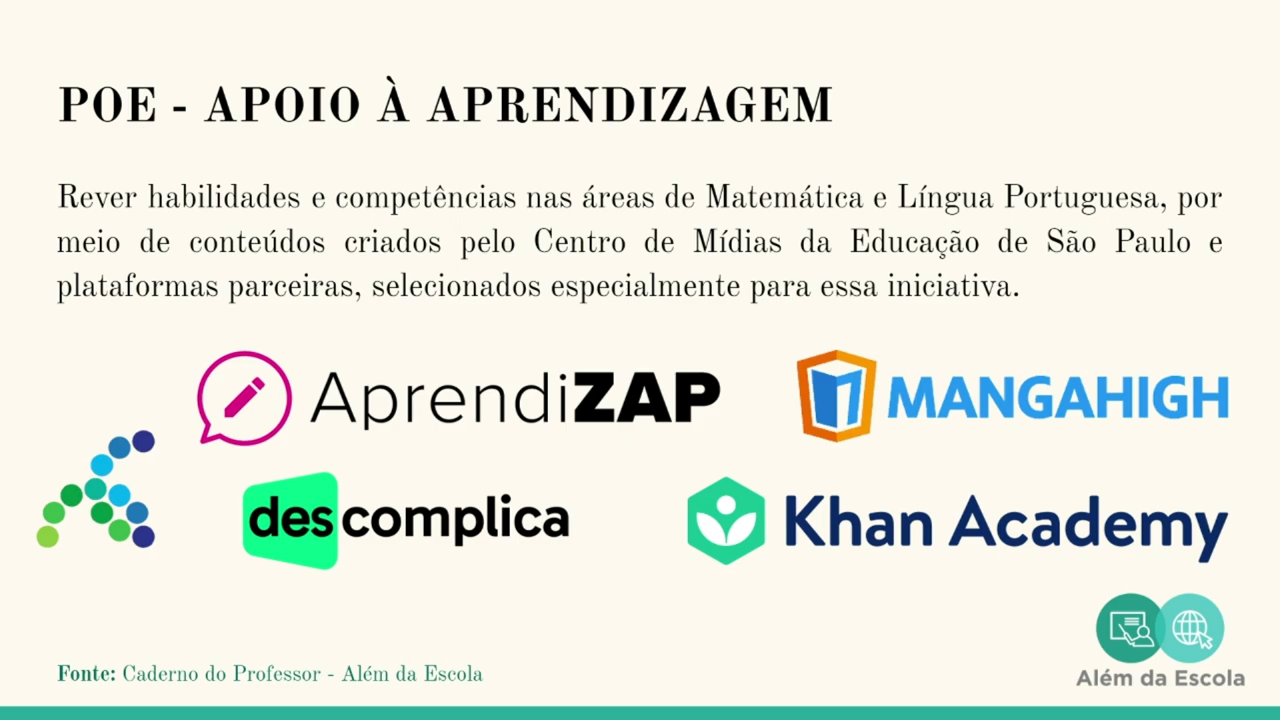 POE - APOIO À APRENDIZAGEM
Rever habilidades e competências nas áreas de Matemática e Língua Portuguesa, por
meio de conteúdos criados pelo Centro de Mídias da Educação de São Paulo e
plataformas parceiras, selecionados especialmente para essa iniciativa.
AprendiZAP
MANGAHIGH
descomplica
Khan Academy
Além da Escola
Fonte: Caderno do Professor - Além da Escola